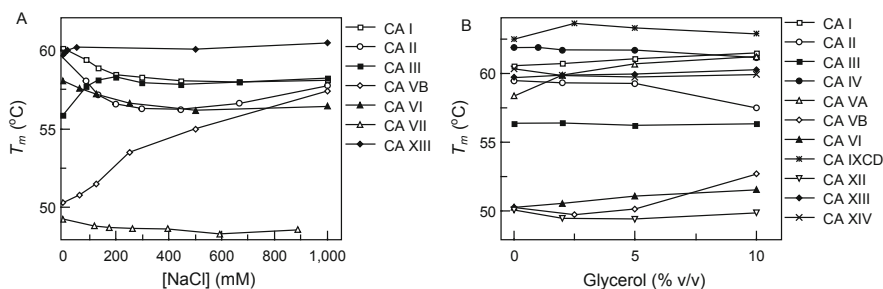 A
60
55
50
Tm (°C)
0 200 400 600 800 1,000
[NaCl] (mM)
CA I
CA II
CA III
CA VB
CA VI
CA VII
CA XIII
B
65
60
55
50
Tm (°C)
0 5 10
Glycerol (% v/v)
CA I
CA II
CA III
CA IV
CA VA
CA VB
CA VI
CA IXCD
CA XII
CA XIII
CA XIV